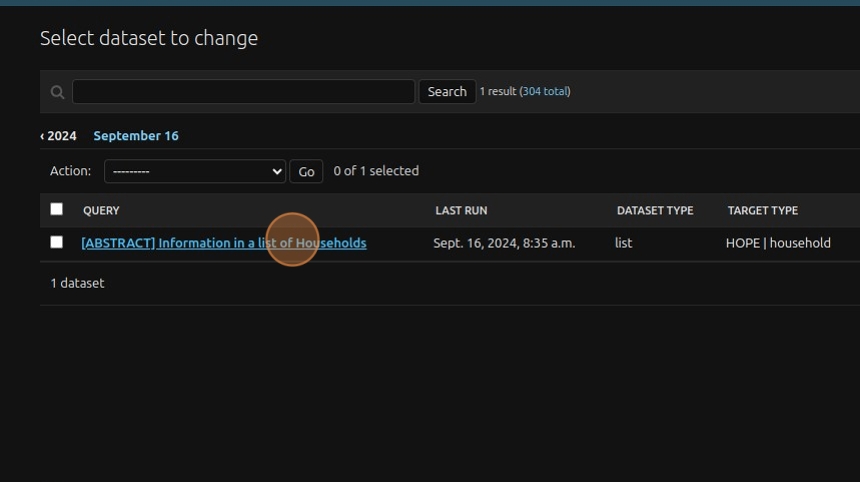 Select dataset to change
Search 1 result (304 total)
‹ 2024 September 16
Action: --------- Go 0 of 1 selected
QUERY LAST RUN DATASET TYPE TARGET TYPE
[ABSTRACT] Information in a list of Households Sept. 16, 2024, 8:35 a.m. list HOPE | household
1 dataset